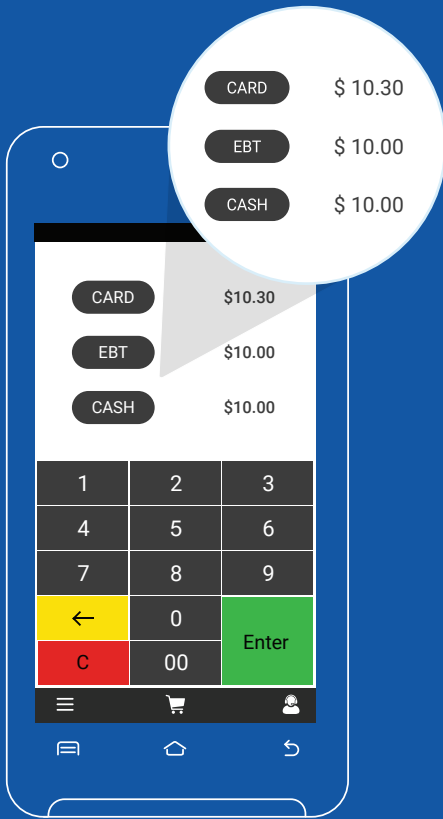 CARD $ 10.30
EBT $ 10.00
CASH $ 10.00
CARD $10.30
EBT $10.00
CASH $10.00
1 2 3
4 5 6
7 8 9
0
Enter
C 00